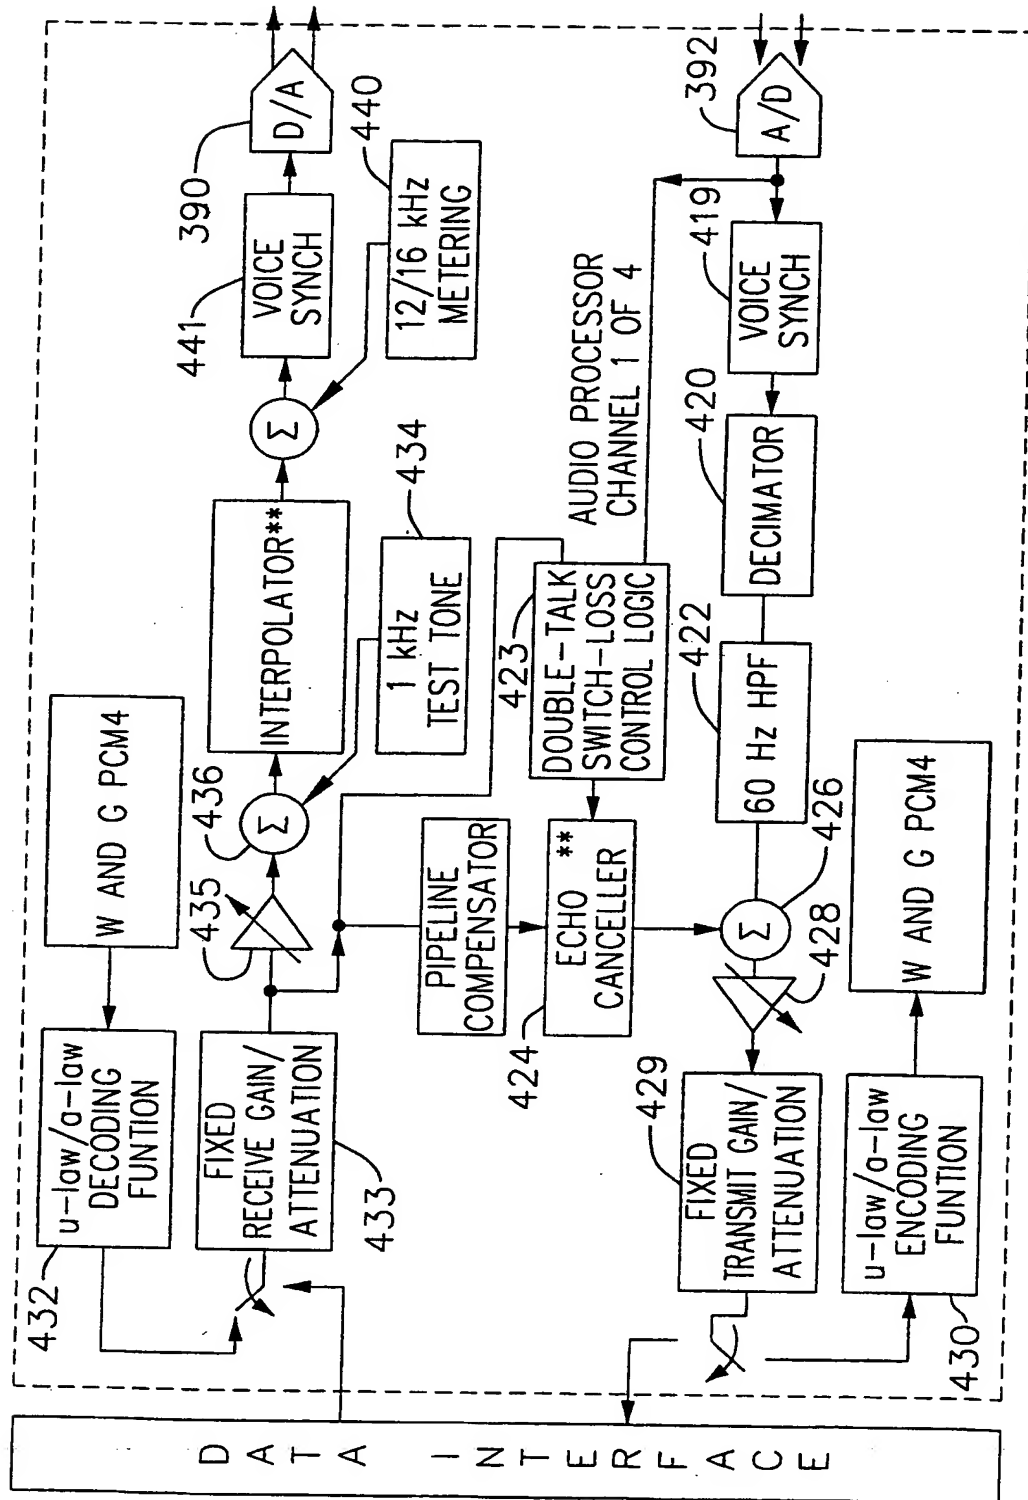 DATA INTERFACE
432
u-law/a-law
DECODING
FUNTION
W AND G PCM4
FIXED
RECEIVE GAIN/
ATTENUATION
433
435
436
Σ
INTERPOLATOR**
Σ
441
VOICE
SYNCH
390
D/A
1 kHz
TEST TONE
434
12/16 kHz
METERING
440
PIPELINE
COMPENSATOR
423
DOUBLE-TALK
SWITCH-LOSS
CONTROL LOGIC
AUDIO PROCESSOR
CHANNEL 1 OF 4
424
ECHO **
CANCELLER
429
FIXED
TRANSMIT GAIN/
ATTENUATION
428
Σ
426
422
60 Hz HPF
420
DECIMATOR
419
VOICE
SYNCH
392
A/D
u-law/a-law
ENCODING
FUNTION
430
W AND G PCM4